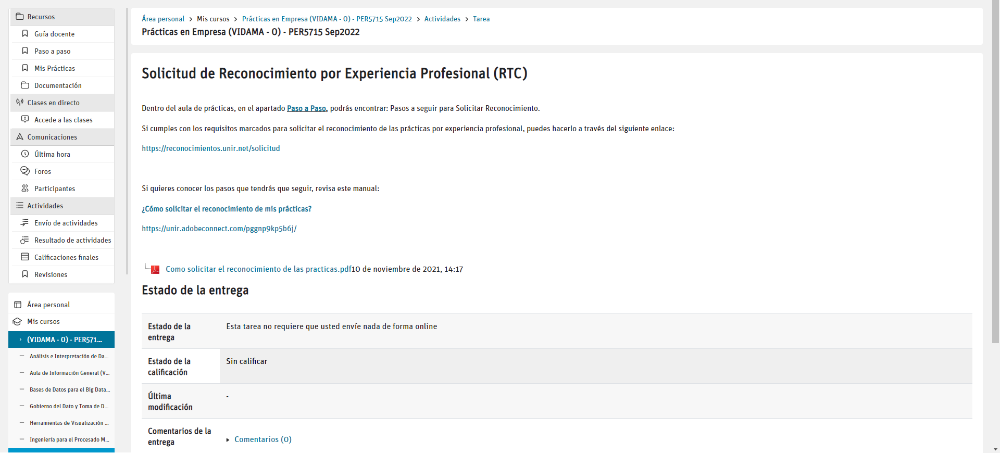 Recursos
Guía docente
Paso a paso
Mis Prácticas
Documentación
Clases en directo
Accede a las clases
Comunicaciones
Última hora
Foros
Participantes
Actividades
Envío de actividades
Resultado de actividades
Calificaciones finales
Revisiones
Área personal
Mis cursos
(VIDAMA - O) - PER571...
Análisis e Interpretación de Da...
Aula de Información General (V...
Bases de Datos para el Big Data...
Gobierno del Dato y Toma de D...
Herramientas de Visualización ...
Ingeniería para el Procesado M...
Área personal > Mis cursos > Prácticas en Empresa (VIDAMA - O) - PER5715 Sep2022 > Actividades > Tarea
Prácticas en Empresa (VIDAMA - O) - PER5715 Sep2022
Solicitud de Reconocimiento por Experiencia Profesional (RTC)
Dentro del aula de prácticas, en el apartado Paso a Paso, podrás encontrar: Pasos a seguir para Solicitar Reconocimiento.
Si cumples con los requisitos marcados para solicitar el reconocimiento de las prácticas por experiencia profesional, puedes hacerlo a través del siguiente enlace:
https://reconocimientos.unir.net/solicitud
Si quieres conocer los pasos que tendrás que seguir, revisa este manual:
¿Cómo solicitar el reconocimiento de mis prácticas?
https://unir.adobeconnect.com/pggnp9kp5b6j/
Como solicitar el reconocimiento de las practicas.pdf10 de noviembre de 2021, 14:17
Estado de la entrega
Estado de la entrega Esta tarea no requiere que usted envíe nada de forma online
Estado de la calificación Sin calificar
Última modificación -
Comentarios de la entrega Comentarios (0)